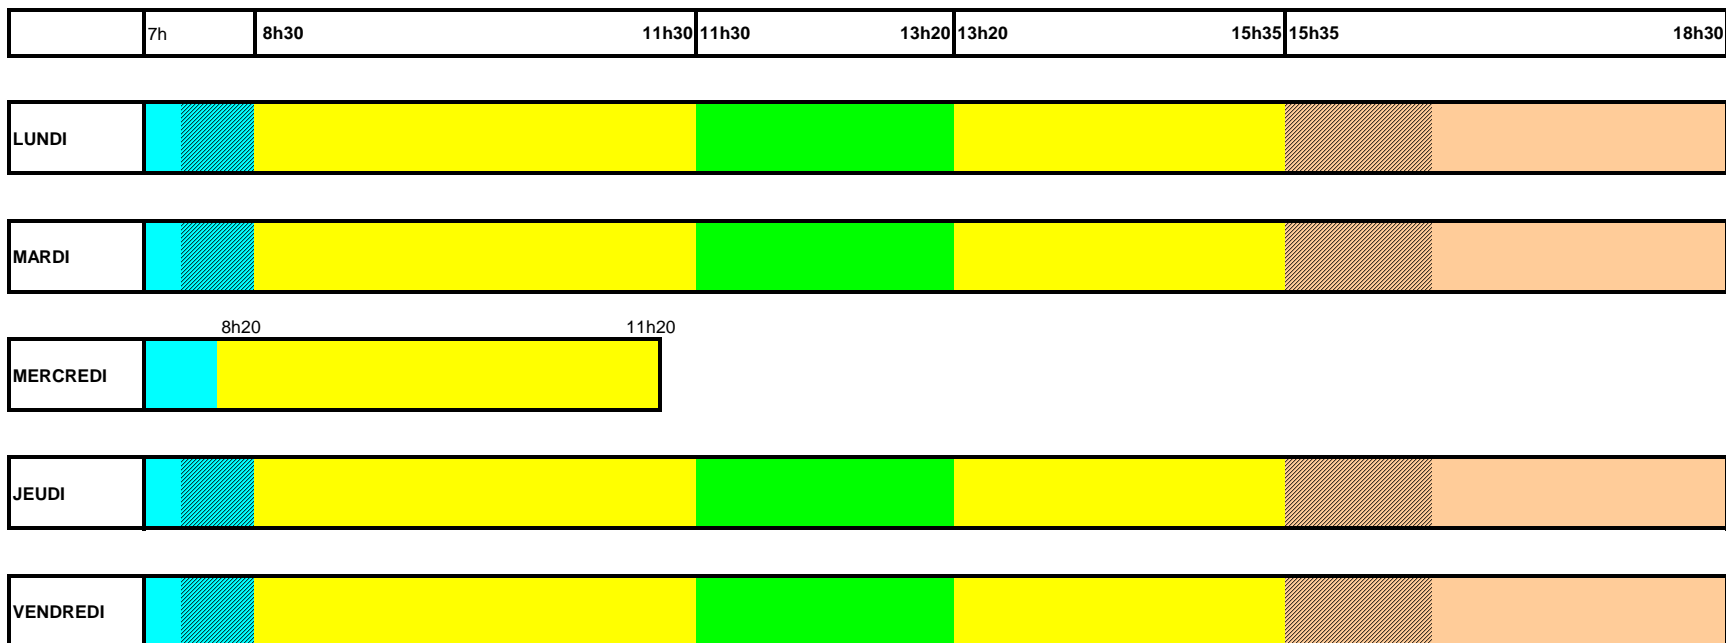 7h 8h30 11h30 11h30 13h20 13h20 15h35 15h35 18h30
LUNDI
MARDI
8h20 11h20
MERCREDI
JEUDI
VENDREDI